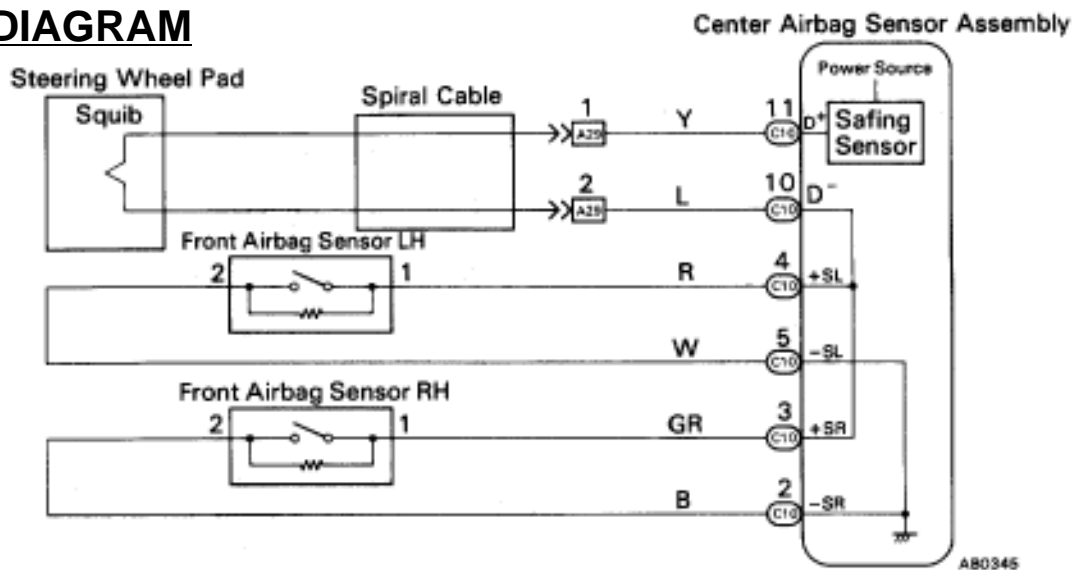 DIAGRAM
Center Airbag Sensor Assembly
Steering Wheel Pad
Squib
Spiral Cable
Power Source
Safing
Sensor
1
A29
Y
11
C10
D+
2
A29
L
10
C10
D-
Front Airbag Sensor LH
2
1
R
4
C10
+SL
W
5
C10
-SL
Front Airbag Sensor RH
2
1
GR
3
C10
+SR
B
2
C10
-SR
AB0345